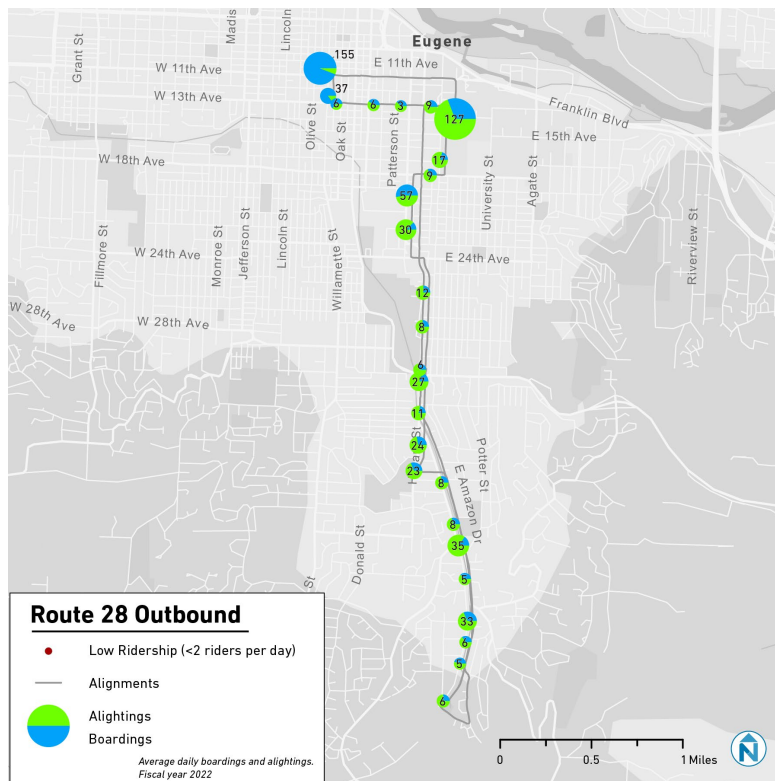 Eugene
Grant St
Madis
Lincoln
155
E 11th Ave
W 11th Ave
37
W 13th Ave
6
6
3
9
127
Franklin Blvd
Olive St
Oak St
Patterson St
E 15th Ave
17
W 18th Ave
9
University St
Agate St
57
30
Fillmore St
Monroe St
Jefferson St
Lincoln St
Willamette St
W 24th Ave
E 24th Ave
Riverview St
12
W 28th Ave
W 28th Ave
8
6
27
11
St
24
23
8
Potter St
E Amazon Dr
8
35
Donald St
5
St
33
6
5
6
Route 28 Outbound
Low Ridership (<2 riders per day)
Alignments
Alightings
Boardings
Average daily boardings and alightings.
Fiscal year 2022
0 0.5 1 Miles
N